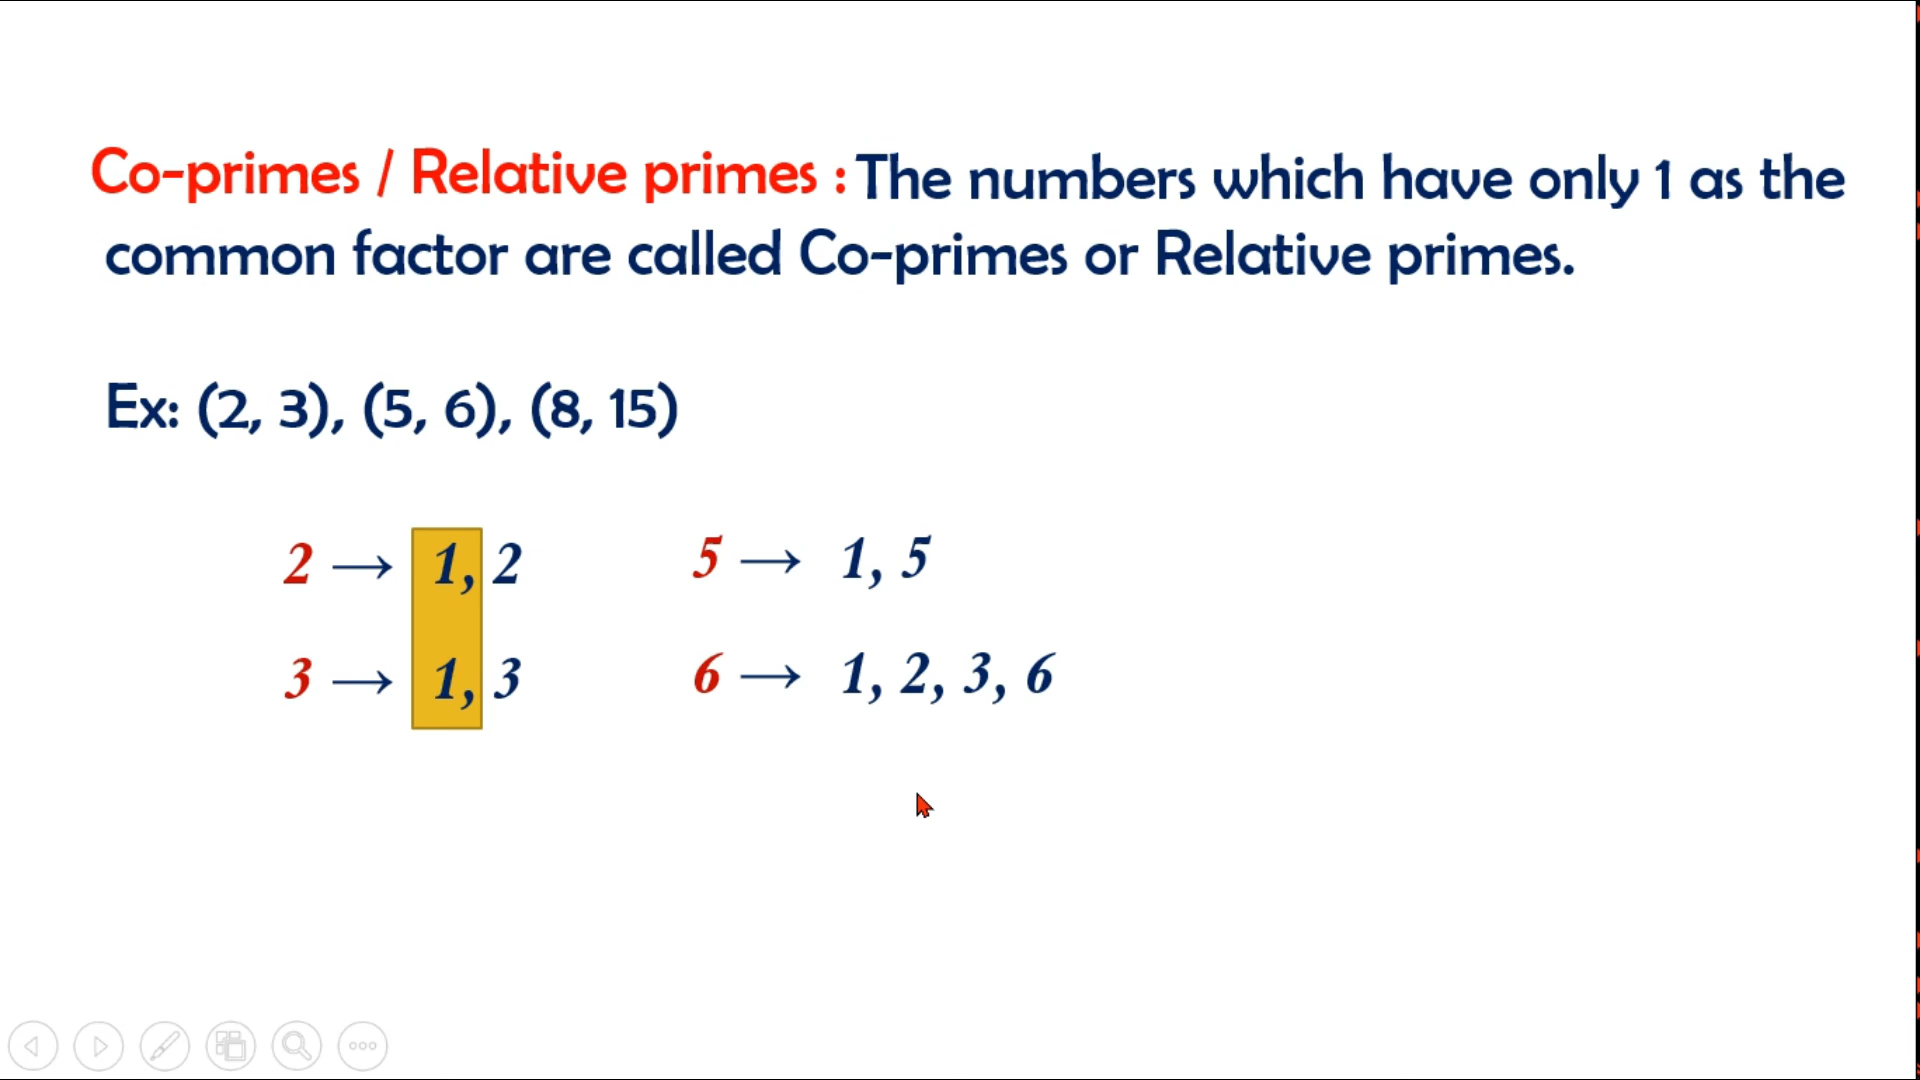 Co-primes / Relative primes : The numbers which have only 1 as the
common factor are called Co-primes or Relative primes.
Ex: (2, 3), (5, 6), (8, 15)
2 → 1, 2
3 → 1, 3
5 → 1, 5
6 → 1, 2, 3, 6